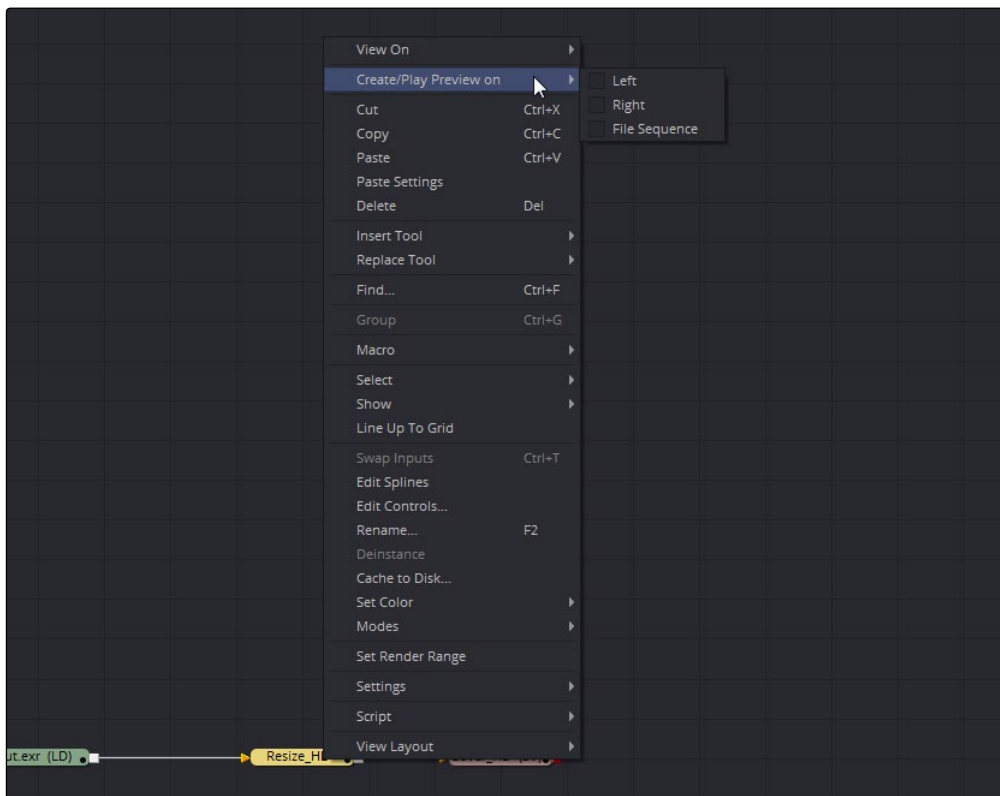 View On
Create/Play Preview on
Left
Cut Ctrl+X
Right
Copy Ctrl+C
File Sequence
Paste Ctrl+V
Paste Settings
Delete Del
Insert Tool
Replace Tool
Find... Ctrl+F
Group Ctrl+G
Macro
Select
Show
Line Up To Grid
Swap Inputs Ctrl+T
Edit Splines
Edit Controls...
Rename... F2
Deinstance
Cache to Disk...
Set Color
Modes
Set Render Range
Settings
Script
View Layout
ut.exr (LD) Resize_H